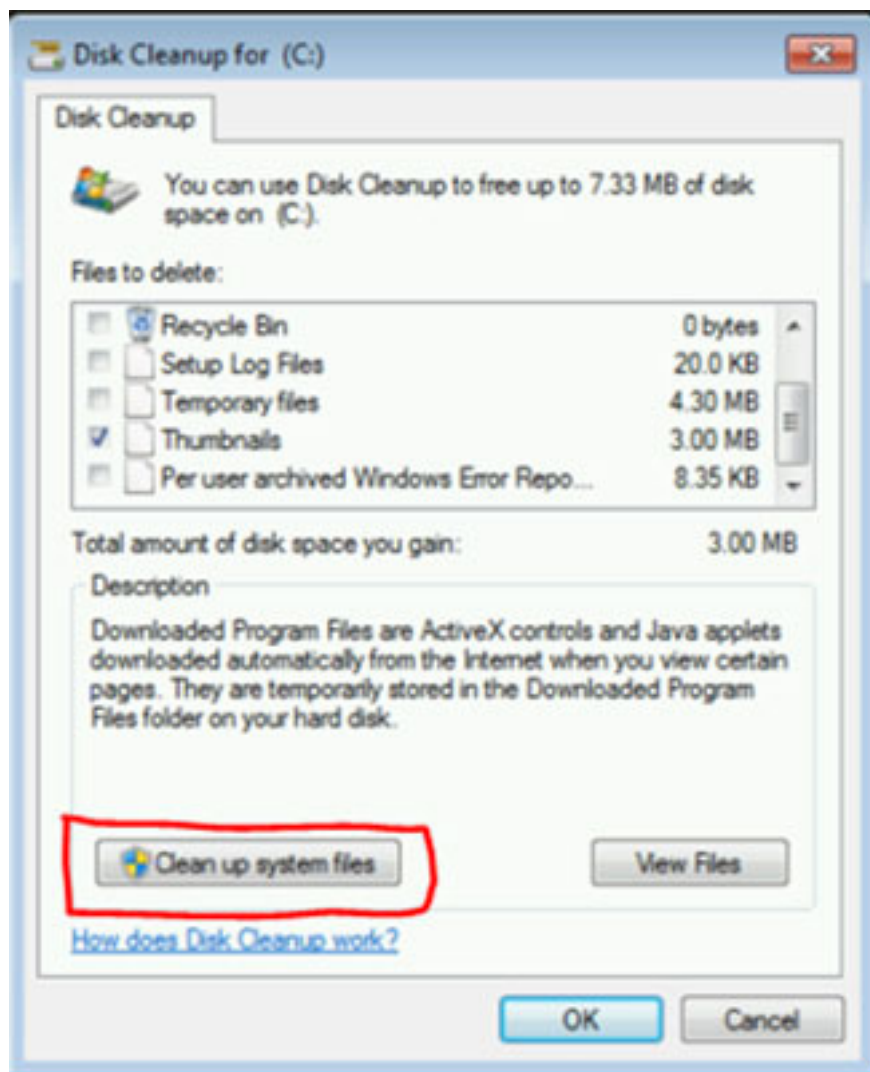 Disk Cleanup for (C:)
Disk Cleanup
You can use Disk Cleanup to free up to 7.33 MB of disk
space on (C:).
Files to delete:
Recycle Bin 0 bytes
Setup Log Files 20.0 KB
Temporary files 4.30 MB
Thumbnails 3.00 MB
Per user archived Windows Error Repo... 8.35 KB
Total amount of disk space you gain: 3.00 MB
Description
Downloaded Program Files are ActiveX controls and Java applets
downloaded automatically from the Internet when you view certain
pages. They are temporarily stored in the Downloaded Program
Files folder on your hard disk.
Clean up system files View Files
How does Disk Cleanup work?
OK Cancel